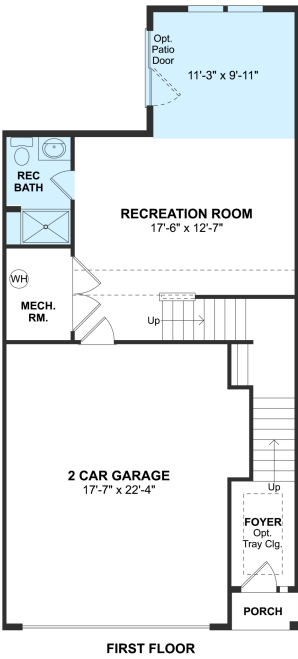 Opt.
Patio
Door
11'-3" x 9'-11"
REC
BATH
RECREATION ROOM
17'-6" x 12'-7"
WH
MECH.
RM.
Up
2 CAR GARAGE
17'-7" x 22'-4"
Up
FOYER
Opt.
Tray Clg.
PORCH
FIRST FLOOR